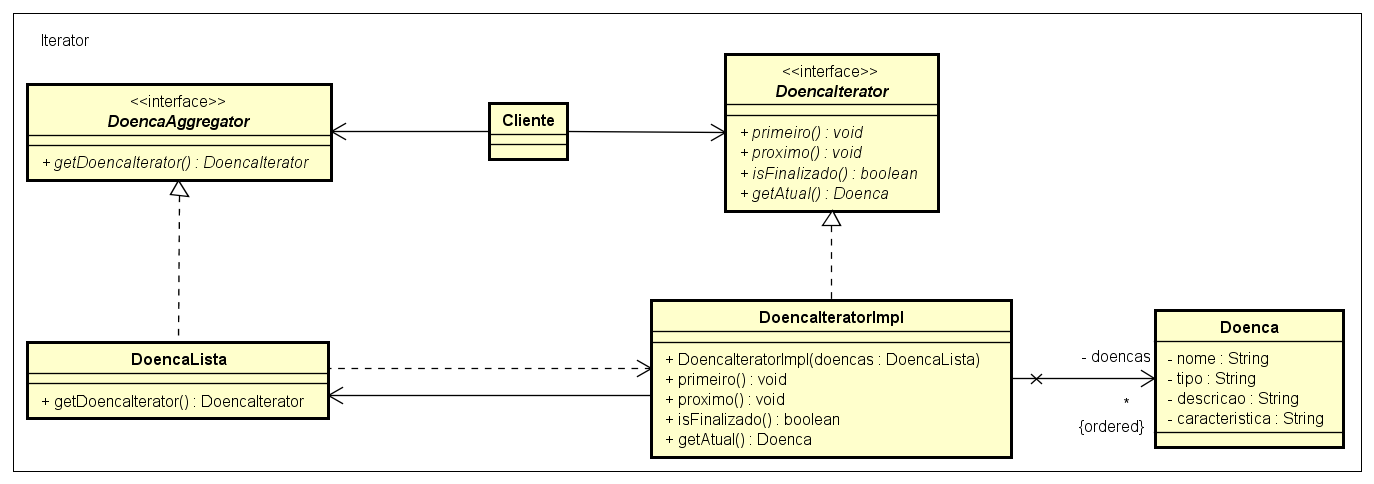 Iterator
<<interface>>
DoencaAggregator
+ getDoencaIterator() : DoencaIterator
Cliente
<<interface>>
DoencaIterator
+ primeiro() : void
+ proximo() : void
+ isFinalizado() : boolean
+ getAtual() : Doenca
DoencaLista
+ getDoencaIterator() : DoencaIterator
DoencaIteratorImpl
+ DoencaIteratorImpl(doencas : DoencaLista)
+ primeiro() : void
+ proximo() : void
+ isFinalizado() : boolean
+ getAtual() : Doenca
- doencas
*
{ordered}
Doenca
- nome : String
- tipo : String
- descricao : String
- caracteristica : String